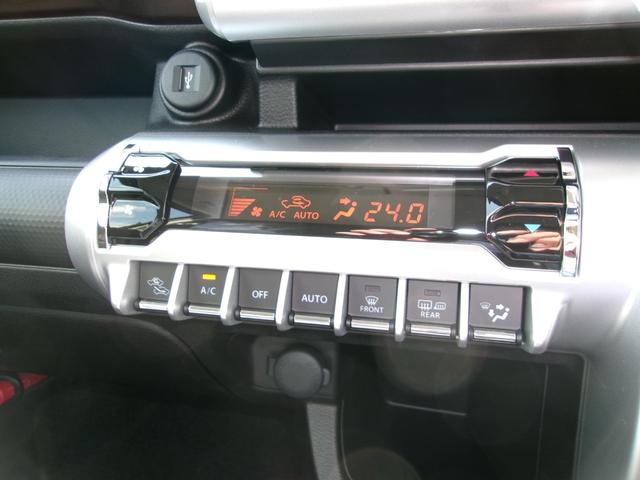 A/C AUTO 24.0
A/C
OFF
AUTO
FRONT
REAR